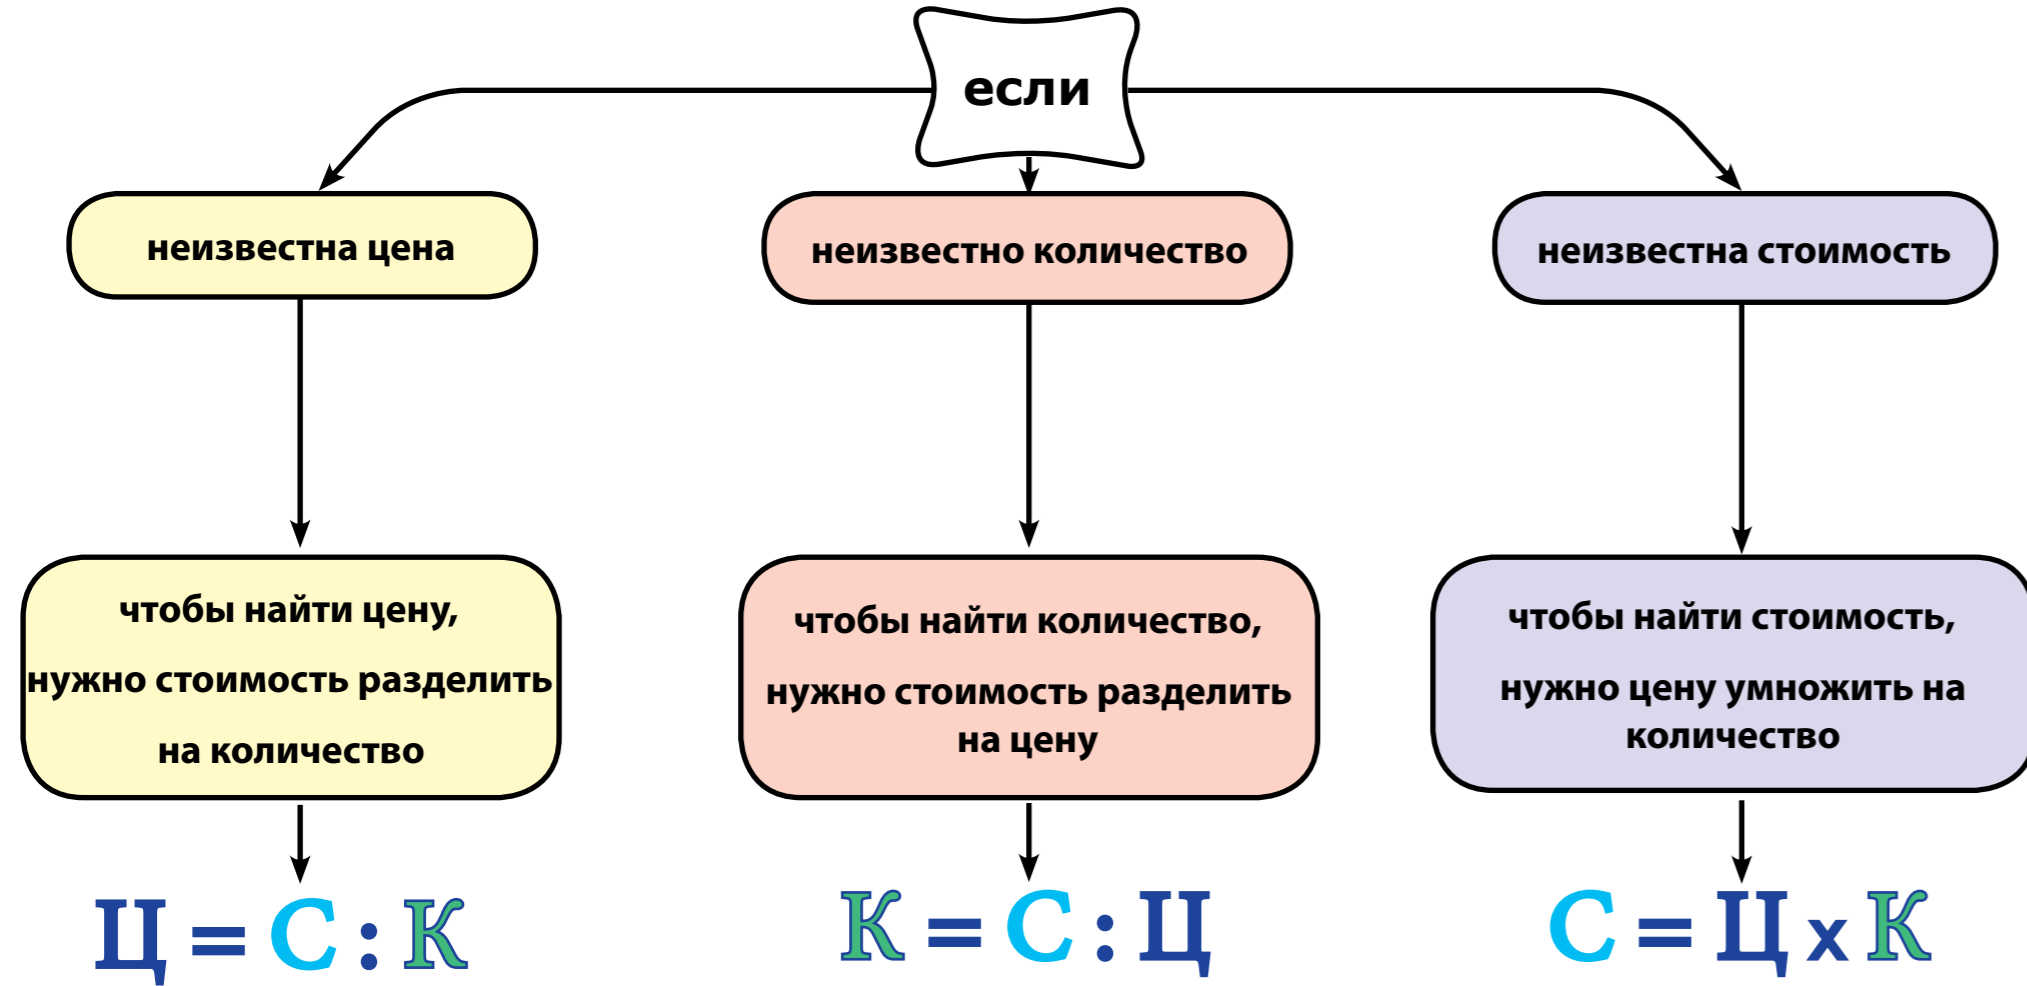 если
неизвестна цена
неизвестно количество
неизвестна стоимость
чтобы найти цену,
нужно стоимость разделить
на количество
чтобы найти количество,
нужно стоимость разделить
на цену
чтобы найти стоимость,
нужно цену умножить на
количество
Ц = С : К
К = С : Ц
С = Ц х К